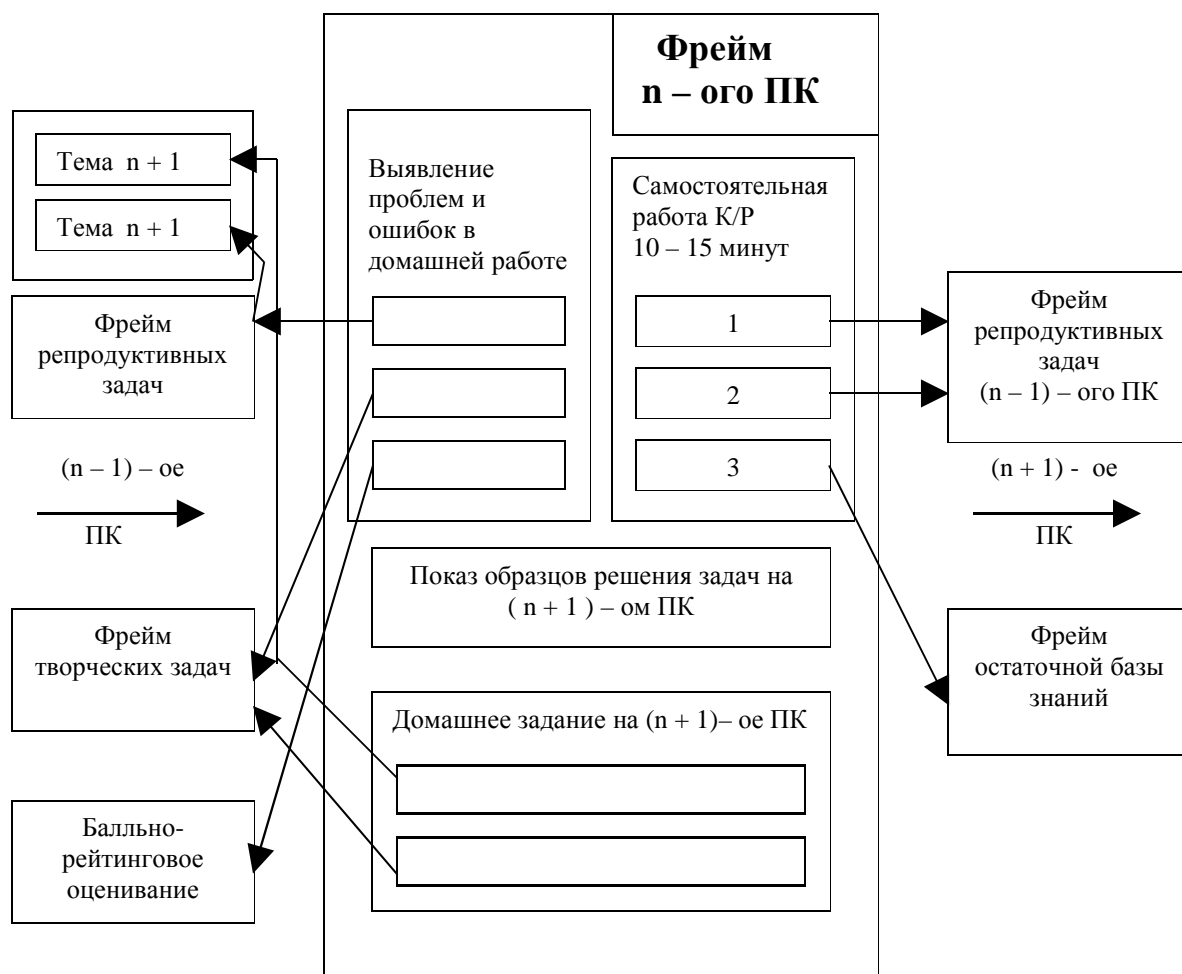 Фрейм
n – ого ПК
Тема n + 1
Тема n + 1
Фрейм
репродуктивных
задач
(n – 1) – ое
ПК
Фрейм
творческих задач
Балльно-
рейтинговое
оценивание
Выявление
проблем и
ошибок в
домашней работе
Самостоятельная
работа К/Р
10 – 15 минут
1
2
3
Показ образцов решения задач на
( n + 1 ) – ом ПК
Домашнее задание на (n + 1)– ое ПК
Фрейм
репродуктивных
задач
(n – 1) – ого ПК
(n + 1) - ое
ПК
Фрейм
остаточной базы
знаний